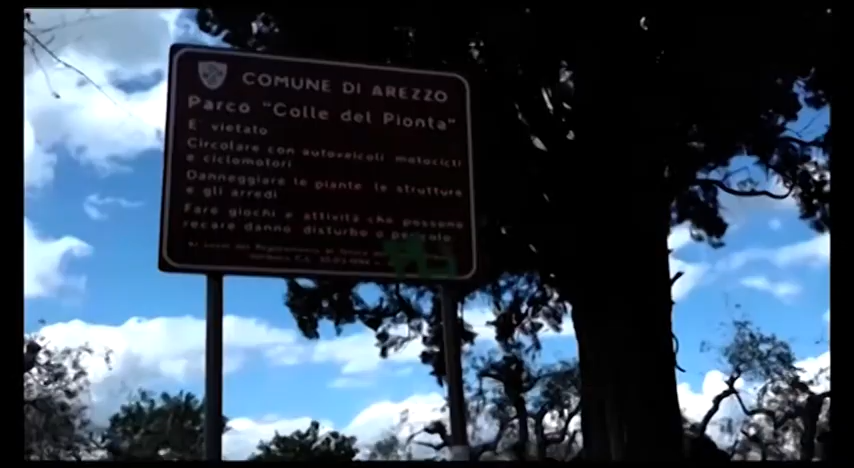 COMUNE DI AREZZO
Parco "Colle del Pionta"
E' vietato
Circolare con autoveicoli motocicli
e ciclomotori
Danneggiare le piante le strutture
e gli arredi
Fare giochi e attività che possono
recare danno disturbo o pericolo